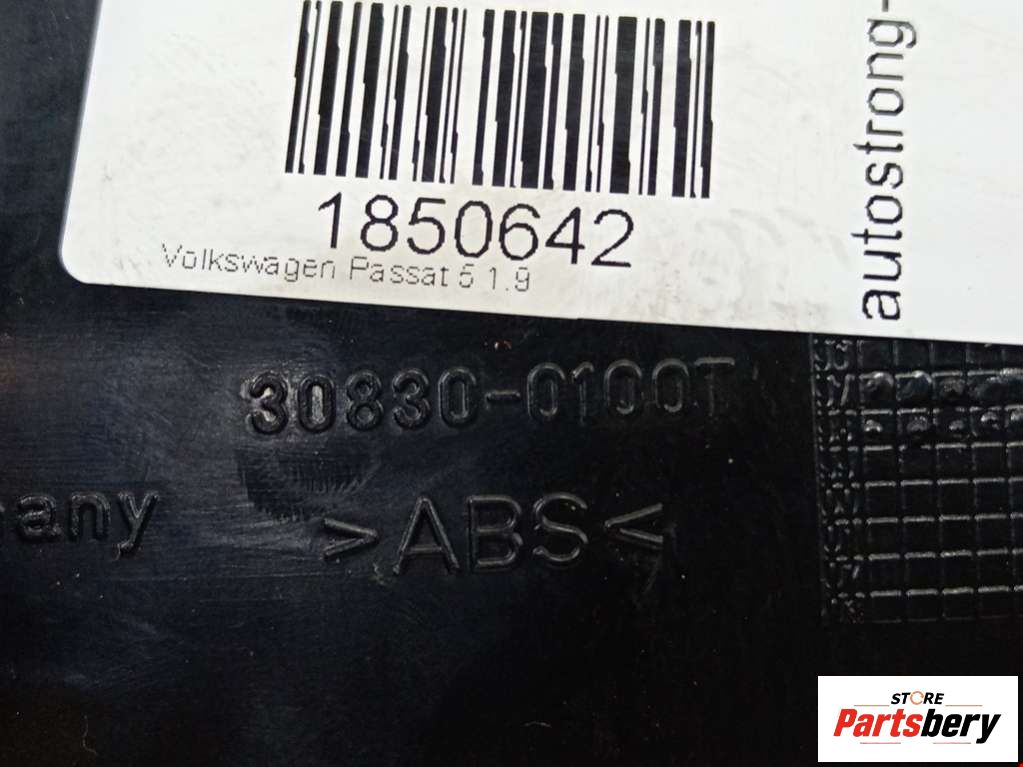 1850642
Volkswagen Passat 5 1.9
autostrong-
30830-0100T
any
>ABS<
STORE
Partsbery